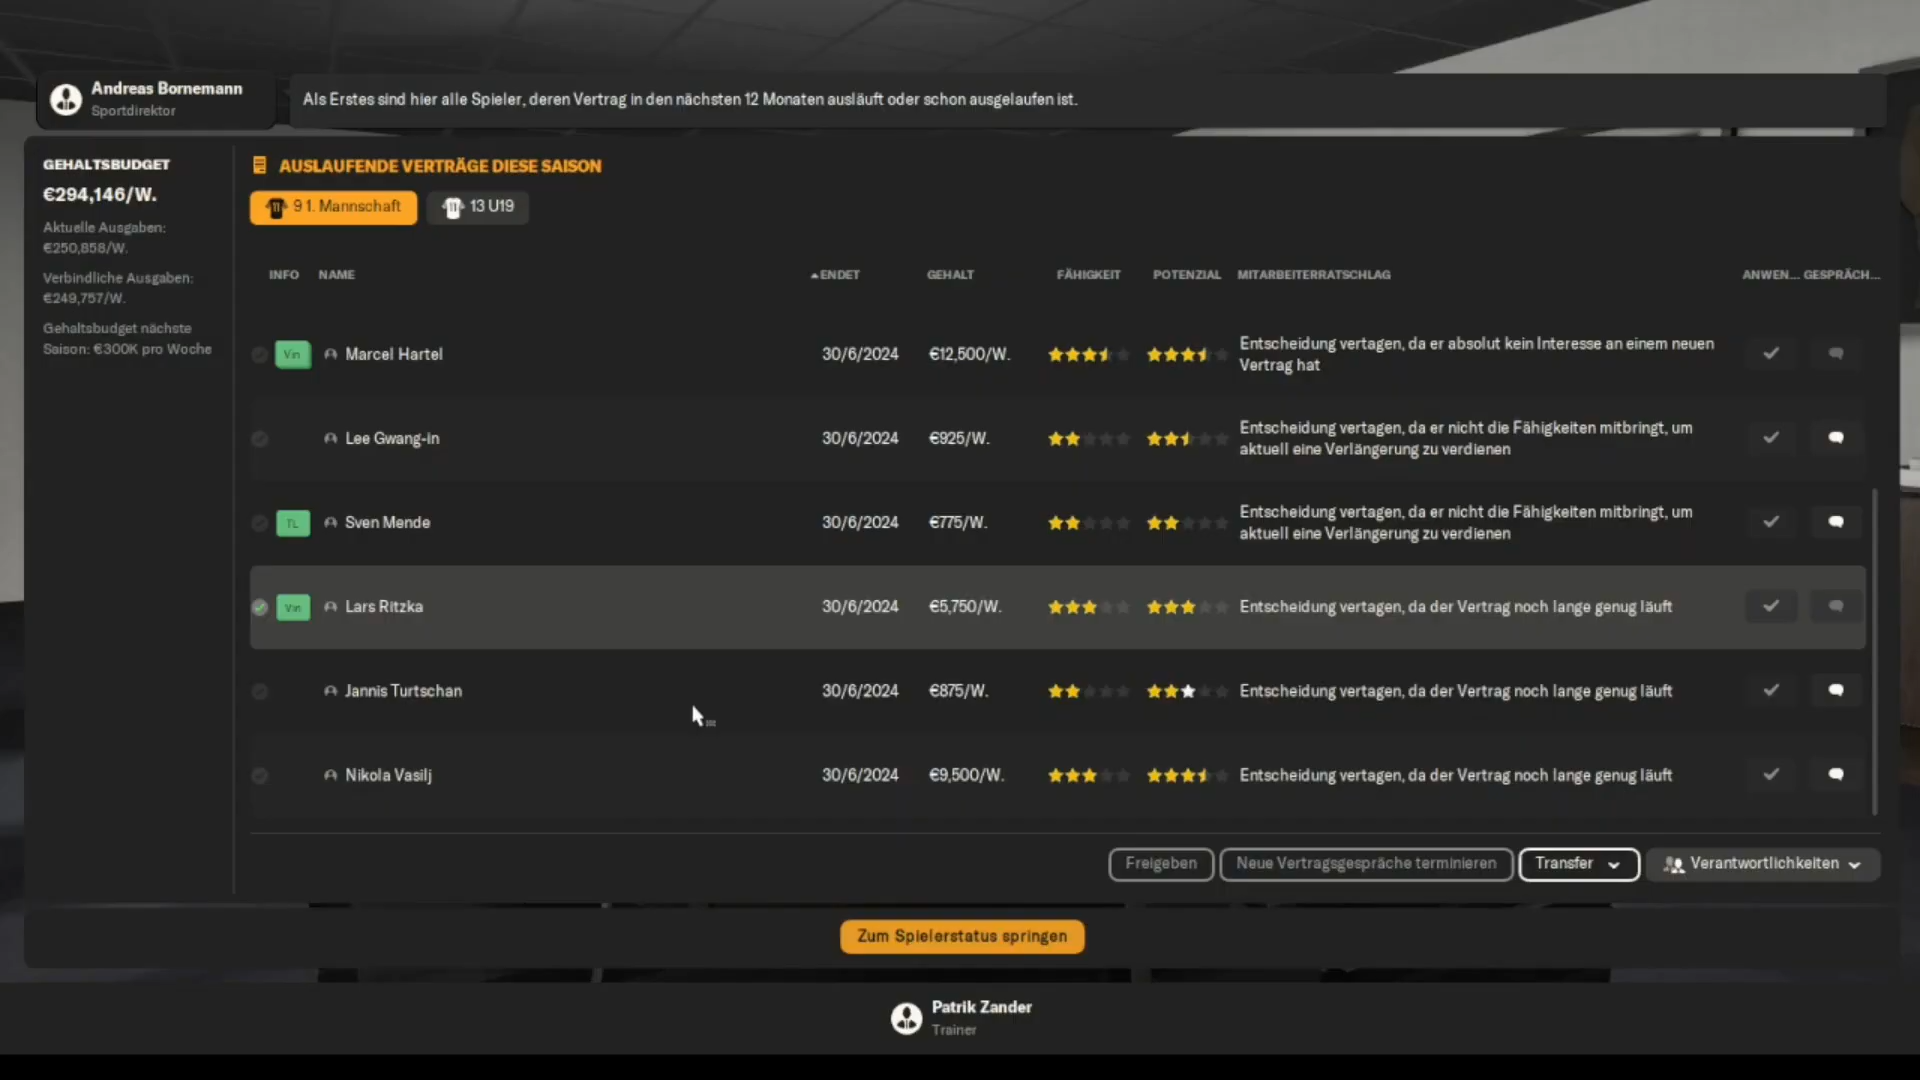 Andreas Bornemann
Sportdirektor
Als Erstes sind hier alle Spieler, deren Vertrag in den nächsten 12 Monaten ausläuft oder schon ausgelaufen ist.
GEHALTSBUDGET
€294,146/W.
Aktuelle Ausgaben:
€250,858/W.
Verbindliche Ausgaben:
€249,757/W.
Gehaltsbudget nächste
Saison: €300K pro Woche
AUSLAUFENDE VERTRÄGE DIESE SAISON
9 1. Mannschaft
13 U19
INFO NAME ENDET GEHALT FÄHIGKEIT POTENZIAL MITARBEITERRATSCHLAG ANWEN... GESPRÄCH...
Vin Marcel Hartel 30/6/2024 €12,500/W. Entscheidung vertagen, da er absolut kein Interesse an einem neuen
Vertrag hat
Lee Gwang-in 30/6/2024 €925/W. Entscheidung vertagen, da er nicht die Fähigkeiten mitbringt, um
aktuell eine Verlängerung zu verdienen
TL Sven Mende 30/6/2024 €775/W. Entscheidung vertagen, da er nicht die Fähigkeiten mitbringt, um
aktuell eine Verlängerung zu verdienen
Vin Lars Ritzka 30/6/2024 €5,750/W. Entscheidung vertagen, da der Vertrag noch lange genug läuft
Jannis Turtschan 30/6/2024 €875/W. Entscheidung vertagen, da der Vertrag noch lange genug läuft
Nikola Vasilj 30/6/2024 €9,500/W. Entscheidung vertagen, da der Vertrag noch lange genug läuft
Freigeben
Neue Vertragsgespräche terminieren
Transfer
Verantwortlichkeiten
Zum Spielerstatus springen
Patrik Zander
Trainer